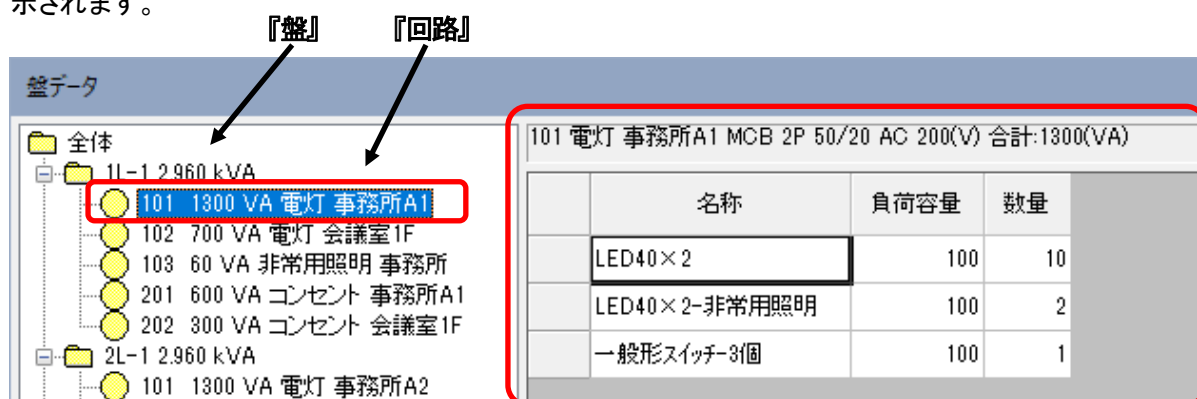 示されます。
『盤』 『回路』
盤データ
全体
1L-1 2.960 kVA
101 1300 VA 電灯 事務所A1
102 700 VA 電灯 会議室1F
103 60 VA 非常用照明 事務所
201 600 VA コンセント 事務所A1
202 300 VA コンセント 会議室1F
2L-1 2.960 kVA
101 1300 VA 電灯 事務所A2
101 電灯 事務所A1 MCB 2P 50/20 AC 200(V) 合計:1300(VA)
名称 負荷容量 数量
LED40×2 100 10
LED40×2-非常用照明 100 2
一般形スイッチ-3個 100 1